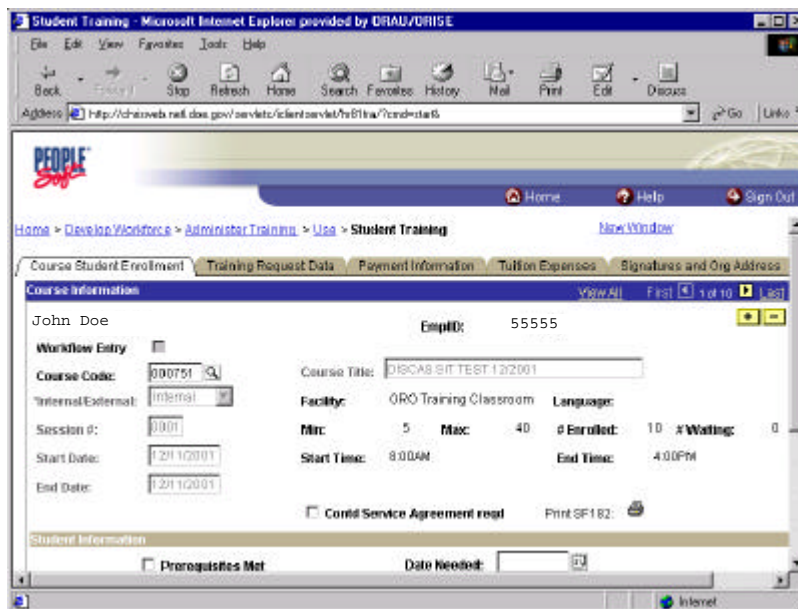 Student Training - Microsoft Internet Explorer provided by ORAU/ORISE
File Edit View Favorites Tools Help
Back Forward Stop Refresh Home Search Favorites History Mail Print Edit Discuss
Address http://chrisweb.netl.doe.gov/servlets/iclientservlet/hr81tra/?cmd=start& Go Links
PEOPLE Soft
Home Help Sign Out
Home > Develop Workforce > Administer Training > Use > Student Training New Window
Course Student Enrollment Training Request Data Payment Information Tuition Expenses Signatures and Org Address
Course Information View All First 1 of 10 Last
John Doe EmplID: 55555
Workflow Entry
Course Code: 000751 Course Title: DISCAS SIT TEST 12/2001
*Internal/External: Internal Facility: ORO Training Classroom Language:
Session #: 0001 Min: 5 Max: 40 # Enrolled: 10 # Waiting: 0
Start Date: 12/11/2001 Start Time: 8:00AM End Time: 4:00PM
End Date: 12/11/2001
Contd Service Agreement reqd Print SF182:
Student Information
Prerequisites Met Date Needed:
Internet